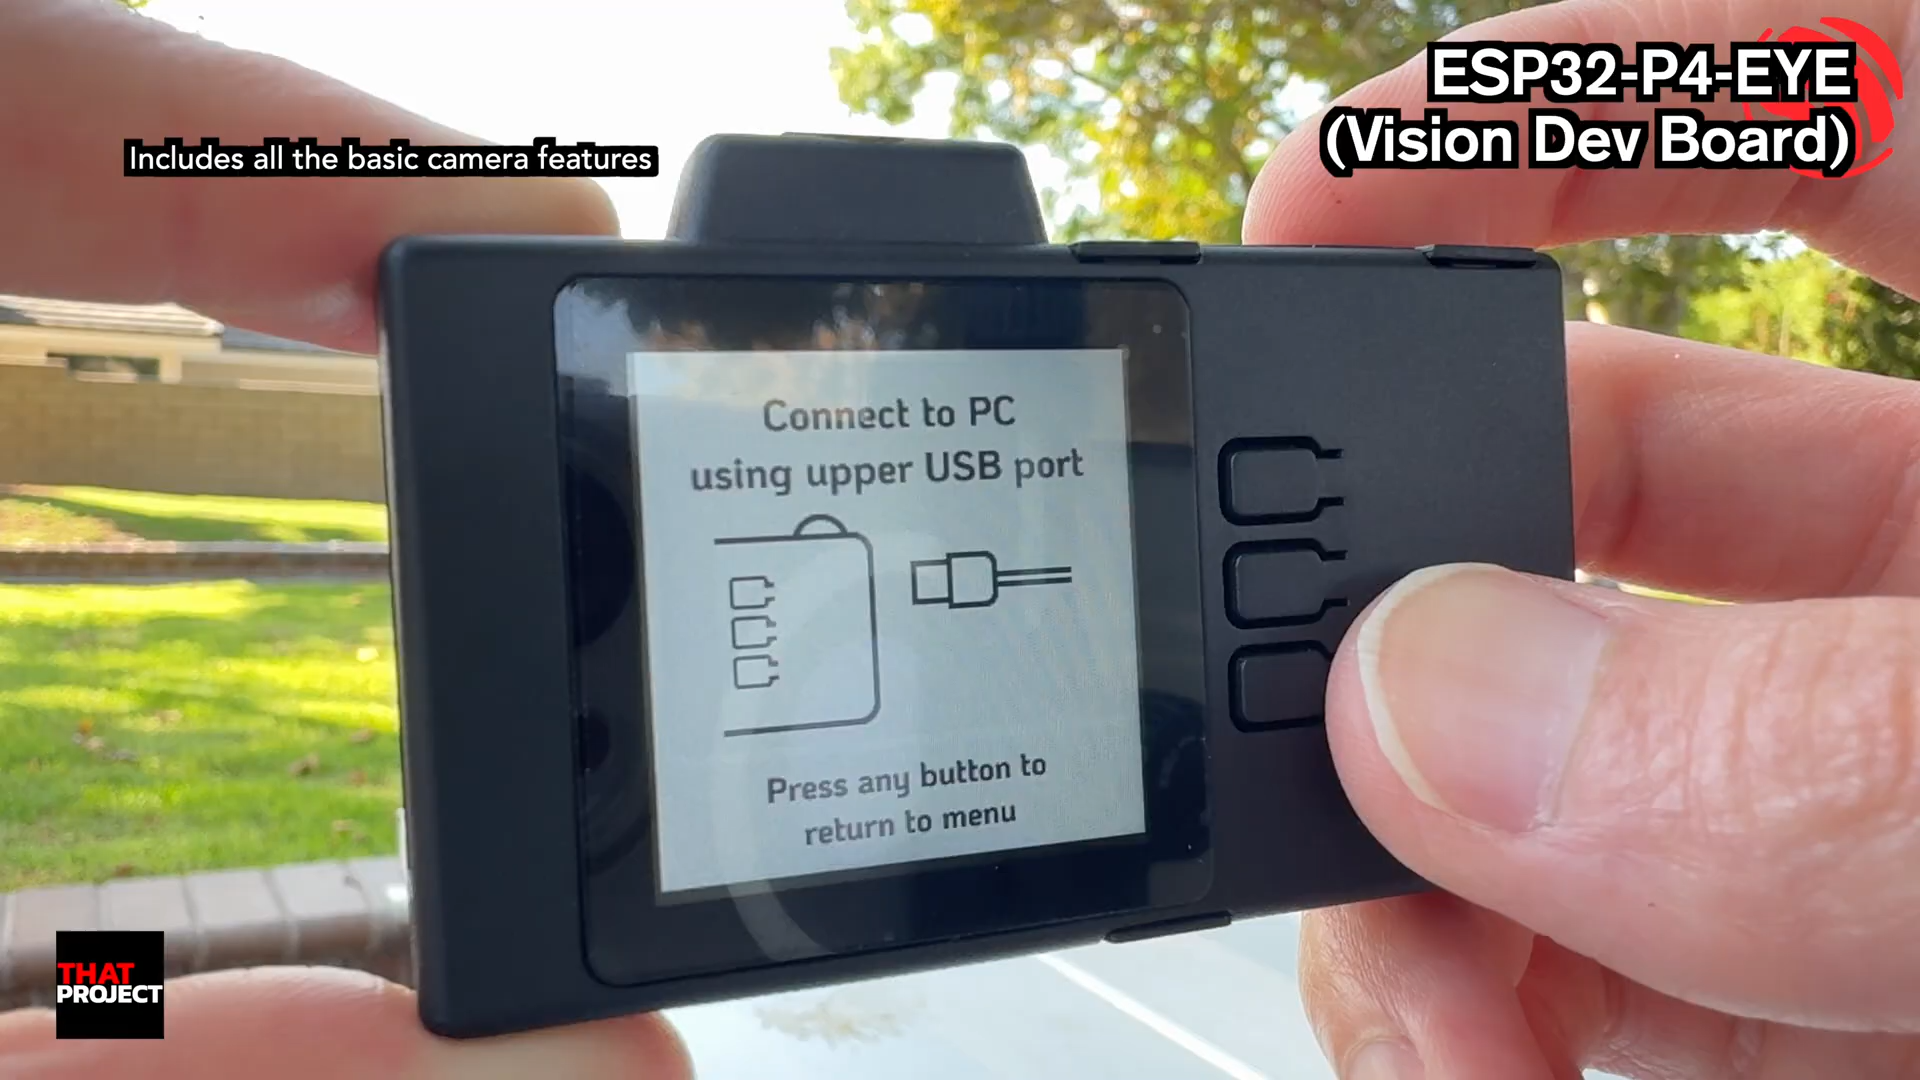 ESP32-P4-EYE
(Vision Dev Board)
Includes all the basic camera features
Connect to PC
using upper USB port
Press any button to
return to menu
THAT
PROJECT